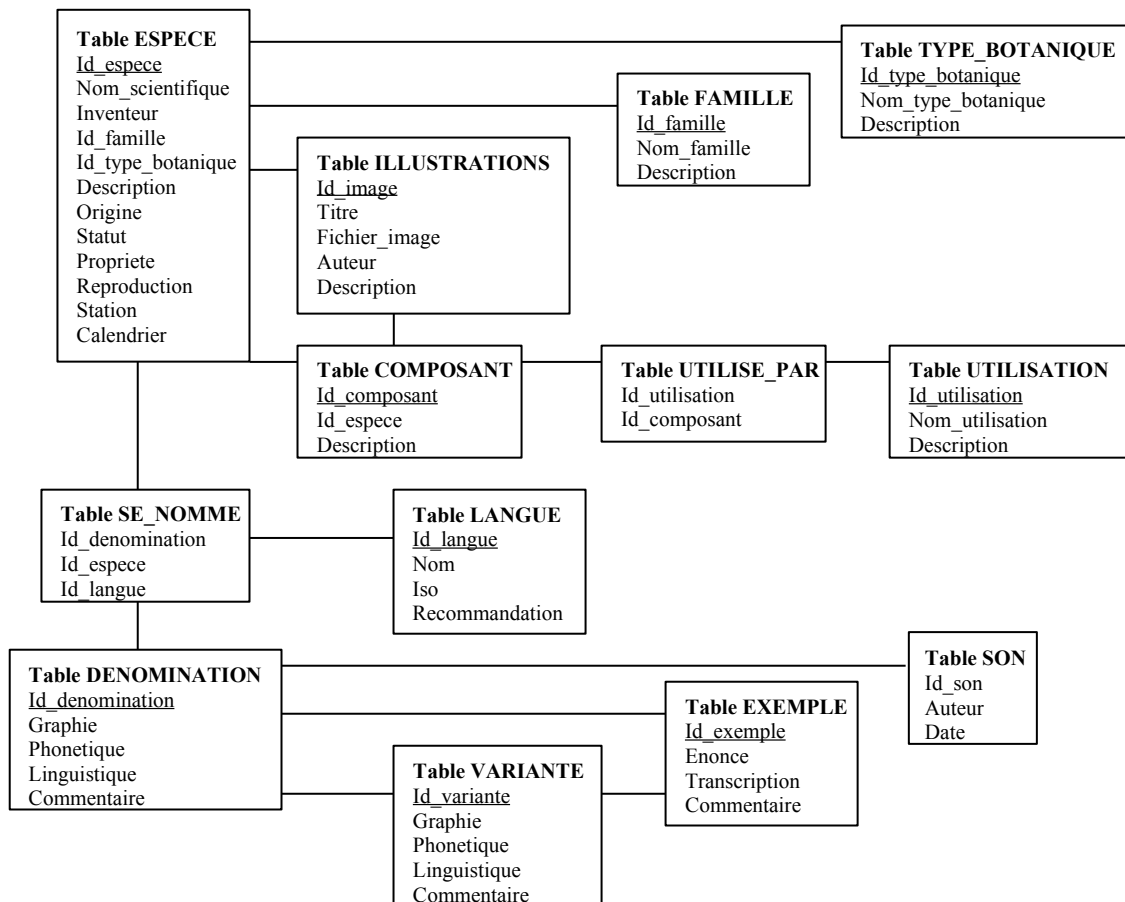 Table ESPECE
Id_espece
Nom_scientifique
Inventeur
Id_famille
Id_type_botanique
Description
Origine
Statut
Propriete
Reproduction
Station
Calendrier
Table TYPE_BOTANIQUE
Id_type_botanique
Nom_type_botanique
Description
Table FAMILLE
Id_famille
Nom_famille
Description
Table ILLUSTRATIONS
Id_image
Titre
Fichier_image
Auteur
Description
Table COMPOSANT
Id_composant
Id_espece
Description
Table UTILISE_PAR
Id_utilisation
Id_composant
Table UTILISATION
Id_utilisation
Nom_utilisation
Description
Table SE_NOMME
Id_denomination
Id_espece
Id_langue
Table LANGUE
Id_langue
Nom
Iso
Recommandation
Table DENOMINATION
Id_denomination
Graphie
Phonetique
Linguistique
Commentaire
Table SON
Id_son
Auteur
Date
Table EXEMPLE
Id_exemple
Enonce
Transcription
Commentaire
Table VARIANTE
Id_variante
Graphie
Phonetique
Linguistique
Commentaire